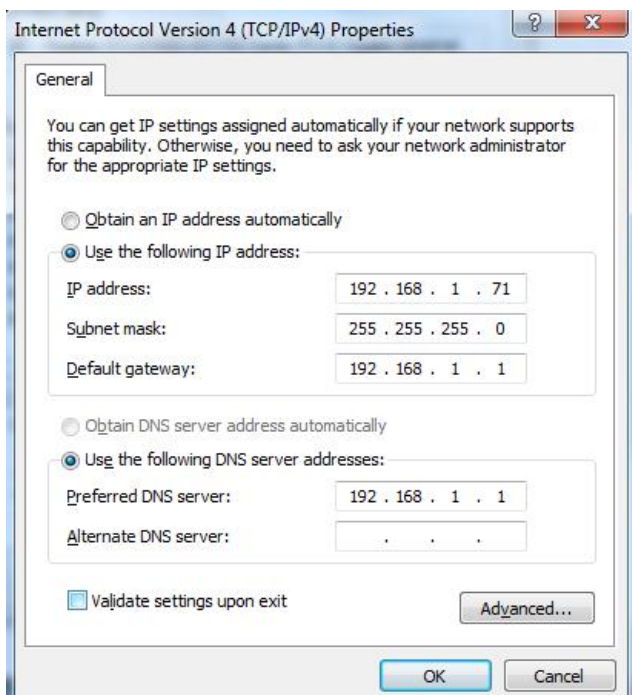 Internet Protocol Version 4 (TCP/IPv4) Properties
General
You can get IP settings assigned automatically if your network supports
this capability. Otherwise, you need to ask your network administrator
for the appropriate IP settings.
Obtain an IP address automatically
Use the following IP address:
IP address: 192 . 168 . 1 . 71
Subnet mask: 255 . 255 . 255 . 0
Default gateway: 192 . 168 . 1 . 1
Obtain DNS server address automatically
Use the following DNS server addresses:
Preferred DNS server: 192 . 168 . 1 . 1
Alternate DNS server: . . .
Validate settings upon exit
Advanced...
OK Cancel